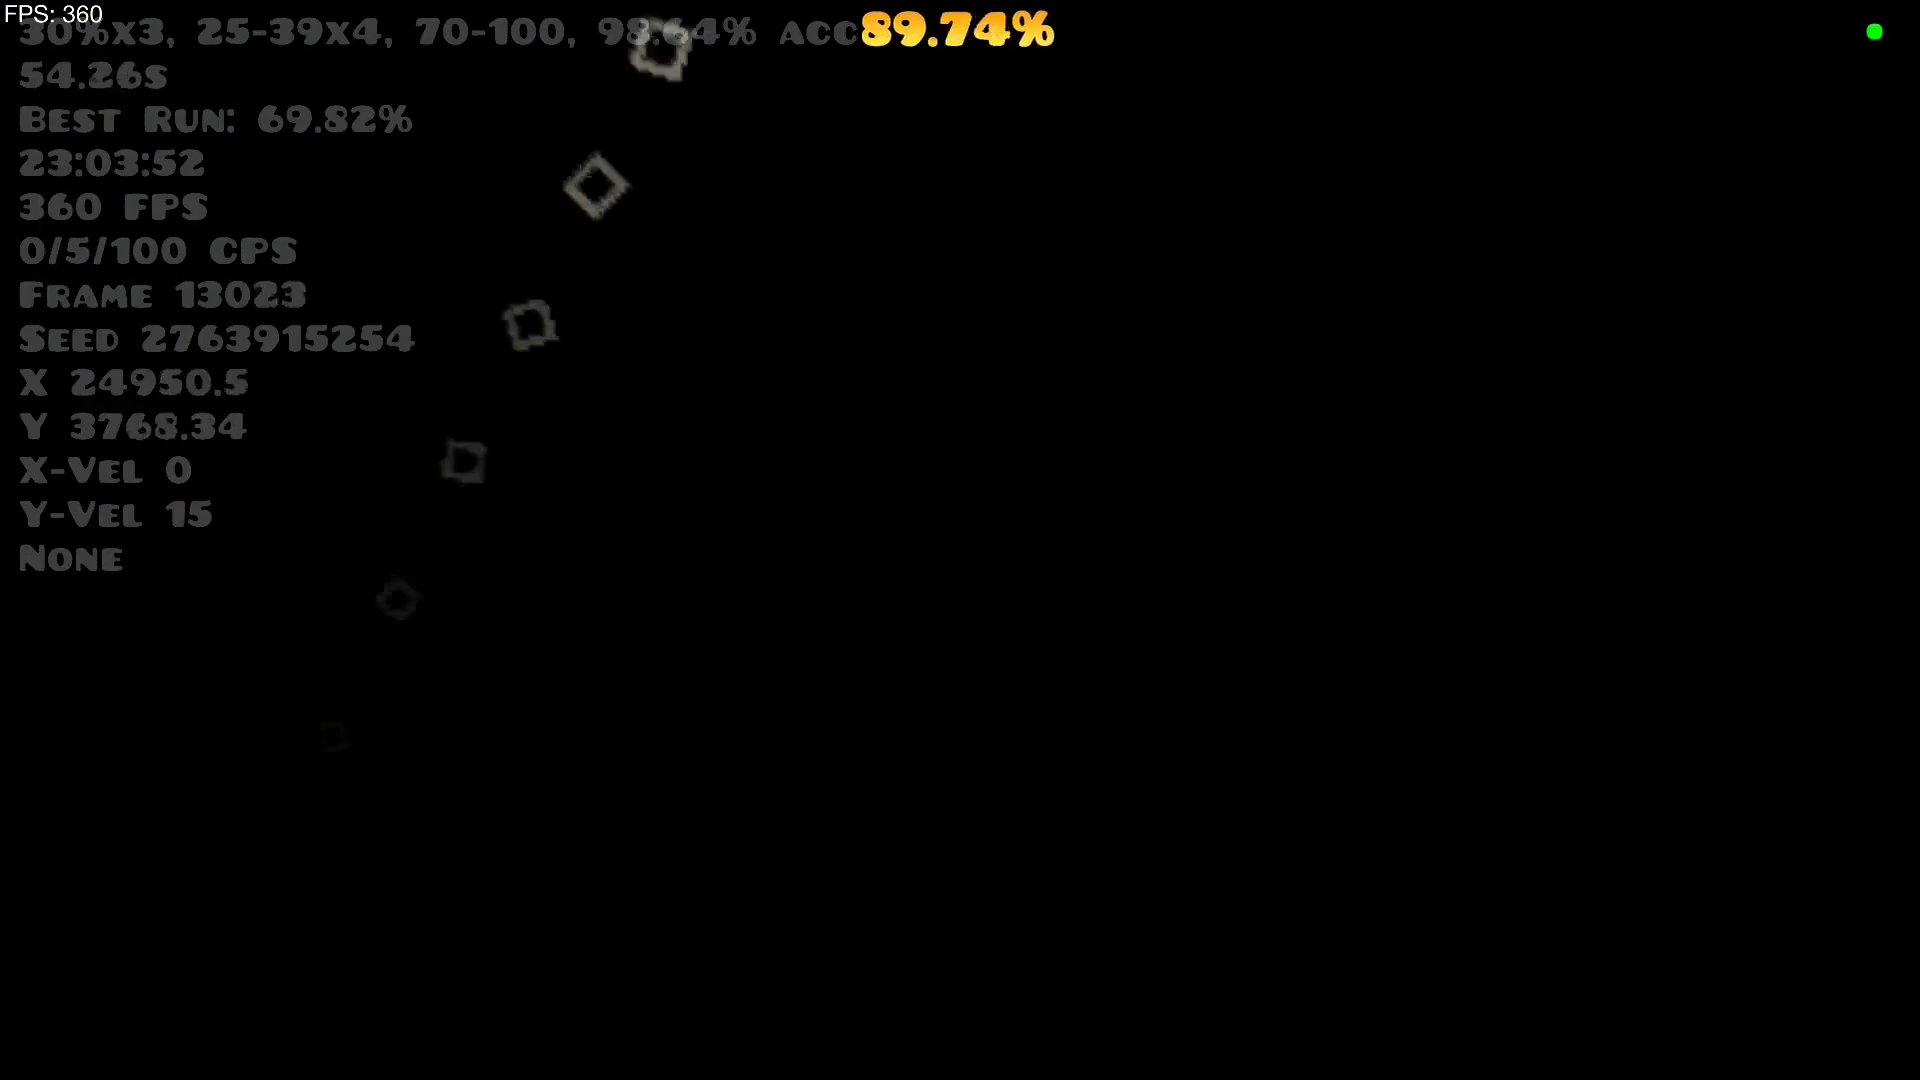 FPS: 360
30%x3, 25-39x4, 70-100, 98.64% acc 89.74%
54.26s
Best Run: 69.82%
23:03:52
360 FPS
0/5/100 CPS
Frame 13023
Seed 2763915254
X 24950.5
Y 3768.34
X-Vel 0
Y-Vel 15
None